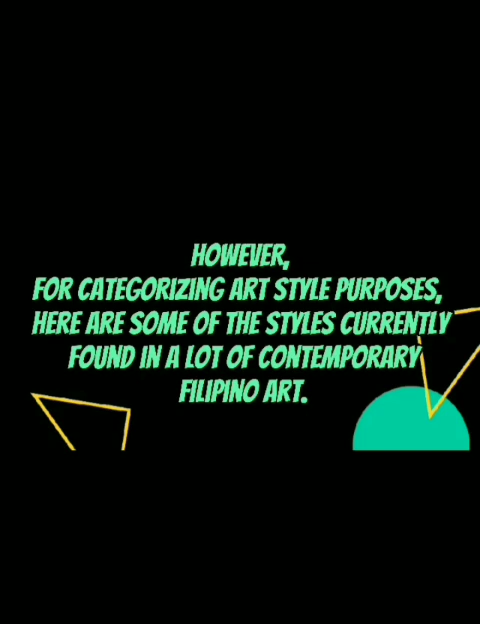 HOWEVER,
FOR CATEGORIZING ART STYLE PURPOSES,
HERE ARE SOME OF THE STYLES CURRENTLY
FOUND IN A LOT OF CONTEMPORARY
FILIPINO ART.